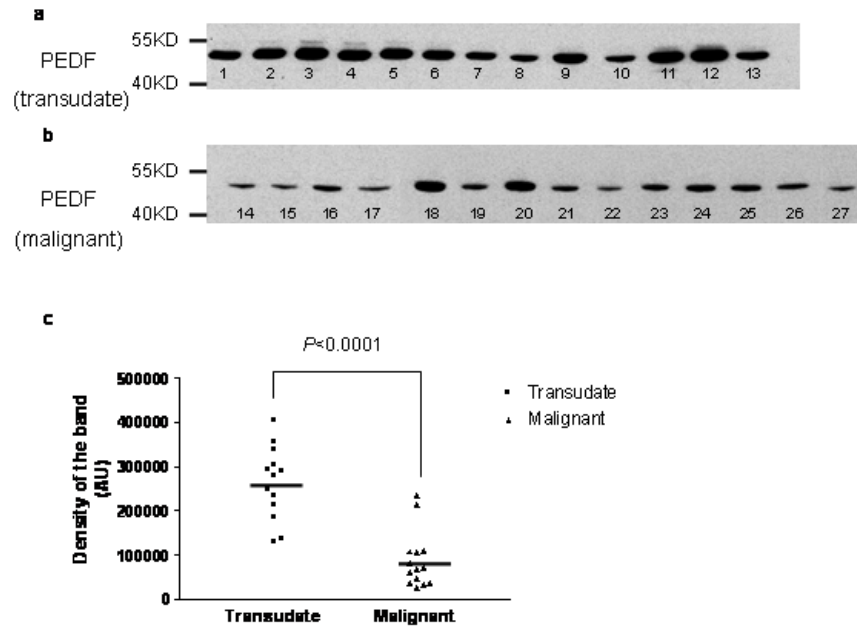 a
55KD
PEDF
40KD
(transudate)
1 2 3 4 5 6 7 8 9 10 11 12 13
b
55KD
PEDF
40KD
(malignant)
14 15 16 17 18 19 20 21 22 23 24 25 26 27
c
P<0.0001
Density of the band
(AU)
500000
400000
300000
200000
100000
0
Transudate
Malignant
Transudate Malignant